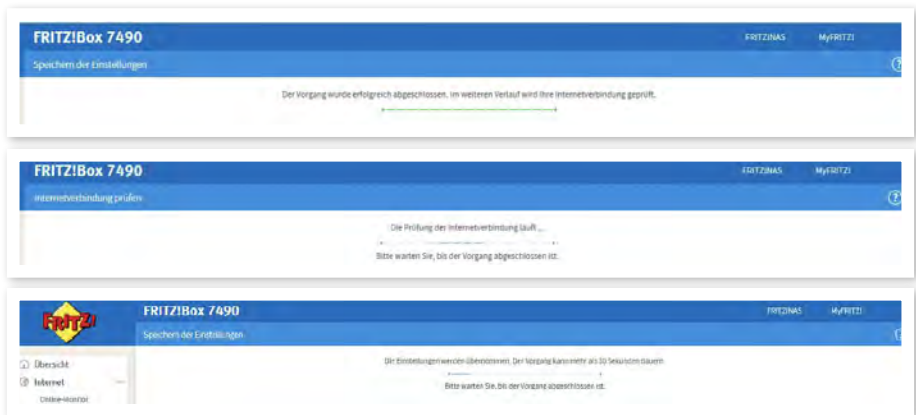 FRITZ!Box 7490
FRITZ!NAS MyFRITZ!
Speichern der Einstellungen
Der Vorgang wurde erfolgreich abgeschlossen. Im weiteren Verlauf wird Ihre Internetverbindung geprüft.
FRITZ!Box 7490
FRITZ!NAS MyFRITZ!
Internetverbindung prüfen
Die Prüfung der Internetverbindung läuft ...
Bitte warten Sie, bis der Vorgang abgeschlossen ist.
FRITZ!
FRITZ!Box 7490
FRITZ!NAS MyFRITZ!
Speichern der Einstellungen
Übersicht
Internet
Online-Monitor
Die Einstellungen werden übernommen. Der Vorgang kann mehr als 30 Sekunden dauern.
Bitte warten Sie, bis der Vorgang abgeschlossen ist.